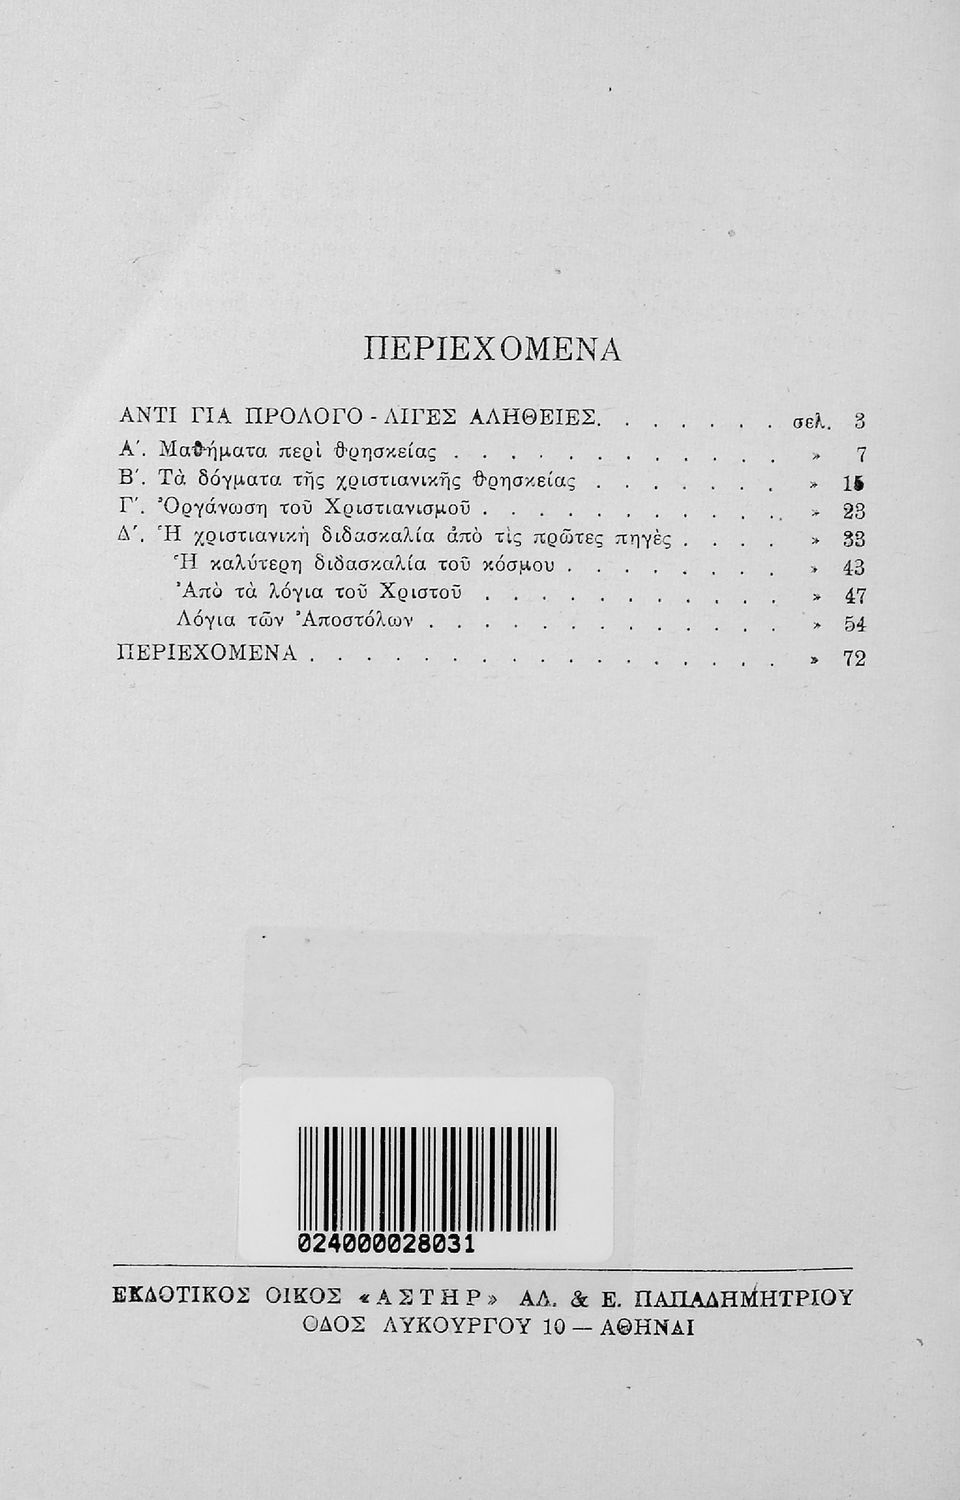 ΠΕΡΙΕΧΟΜΕΝΑ
ΑΝΤΙ ΓΙΑ ΠΡΟΛΟΓΟ - ΛΙΓΕΣ ΑΛΗΘΕΙΕΣ. . . . . . . σελ. 3
Α΄. Μαθήματα περὶ θρησκείας . . . . . . . . . . . . » 7
Β΄. Τὰ δόγματα τῆς χριστιανικῆς θρησκείας . . . . . . . » 15
Γ΄. Ὀργάνωση τοῦ Χριστιανισμοῦ . . . . . . . . . . . » 23
Δ΄. Ἡ χριστιανικὴ διδασκαλία ἀπὸ τὶς πρῶτες πηγὲς . . . . » 33
Ἡ καλύτερη διδασκαλία τοῦ κόσμου . . . . . . . . » 43
Ἀπὸ τὰ λόγια τοῦ Χριστοῦ . . . . . . . . . . . » 47
Λόγια τῶν Ἀποστόλων . . . . . . . . . . . . . » 54
ΠΕΡΙΕΧΟΜΕΝΑ . . . . . . . . . . . . . . . . . » 72
024000028031
ΕΚΔΟΤΙΚΟΣ ΟΙΚΟΣ «ΑΣΤΗΡ» ΑΛ. & Ε. ΠΑΠΑΔΗΜΗΤΡΙΟΥ
ΟΔΟΣ ΛΥΚΟΥΡΓΟΥ 10 — ΑΘΗΝΑΙ